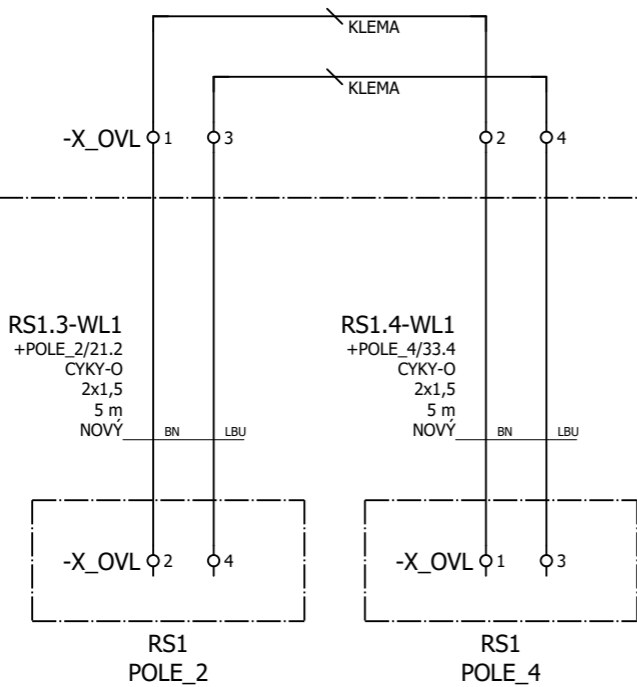 KLEMA
KLEMA
-X_OVL 1 3 2 4
RS1.3-WL1
+POLE_2/21.2
CYKY-O
2x1,5
5 m
NOVÝ BN LBU
RS1.4-WL1
+POLE_4/33.4
CYKY-O
2x1,5
5 m
NOVÝ BN LBU
-X_OVL 2 4
-X_OVL 1 3
RS1
POLE_2
RS1
POLE_4